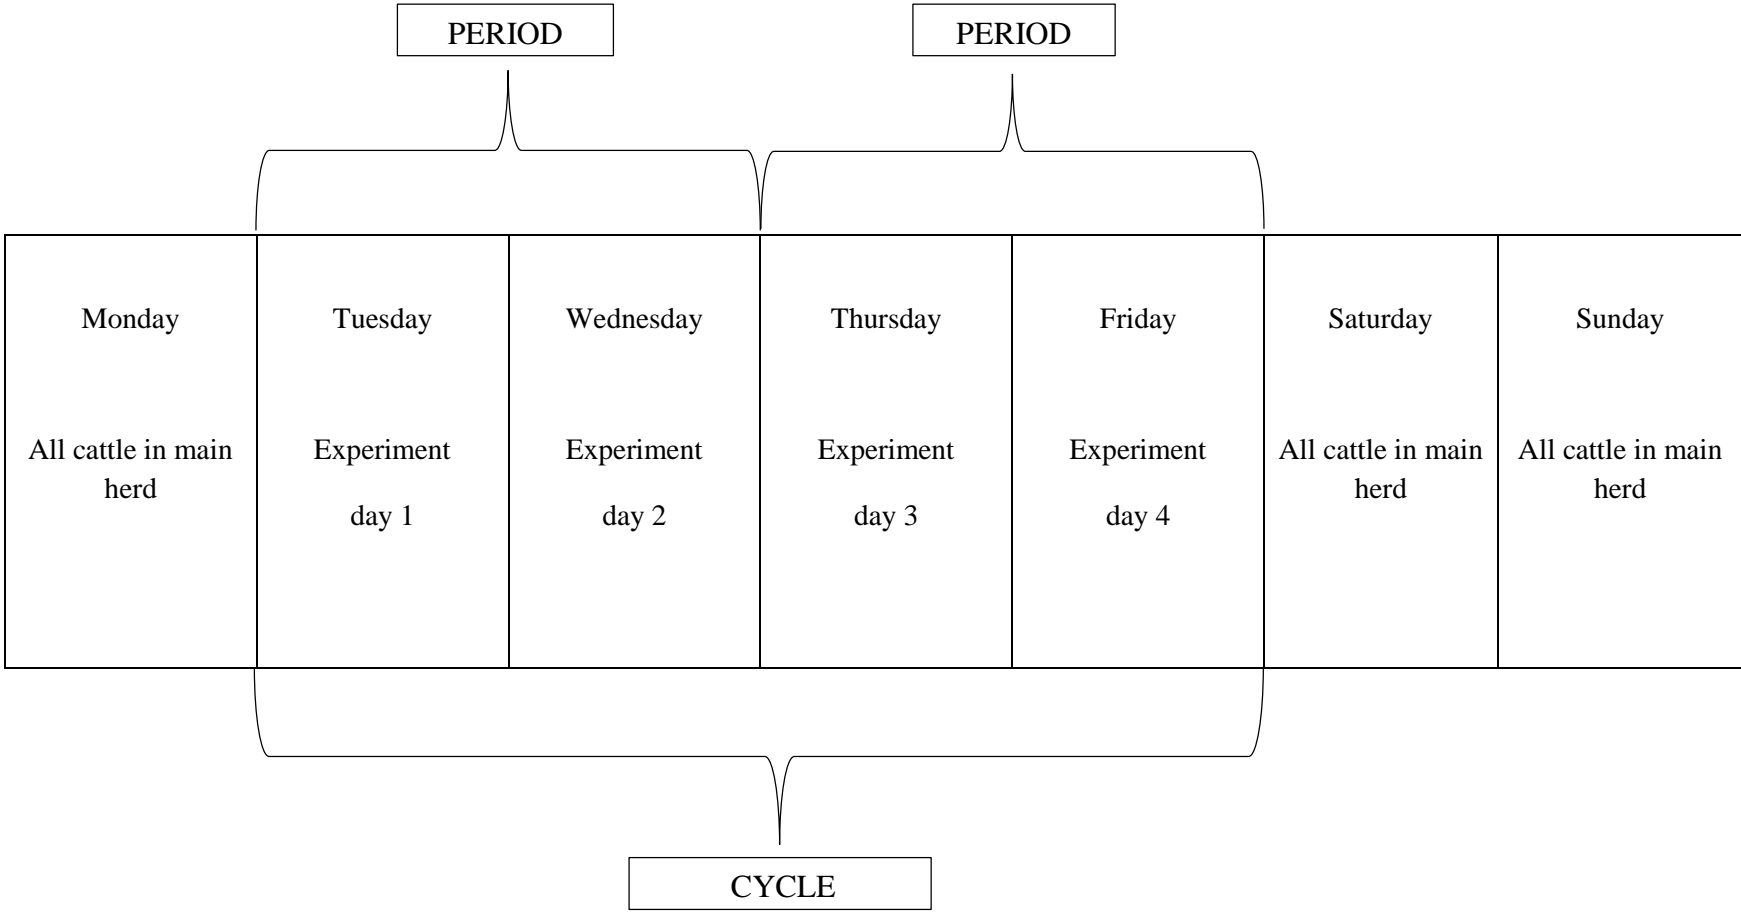 PERIOD
PERIOD
Monday
Tuesday
Wednesday
Thursday
Friday
Saturday
Sunday
All cattle in main
herd
Experiment
day 1
Experiment
day 2
Experiment
day 3
Experiment
day 4
All cattle in main
herd
All cattle in main
herd
CYCLE